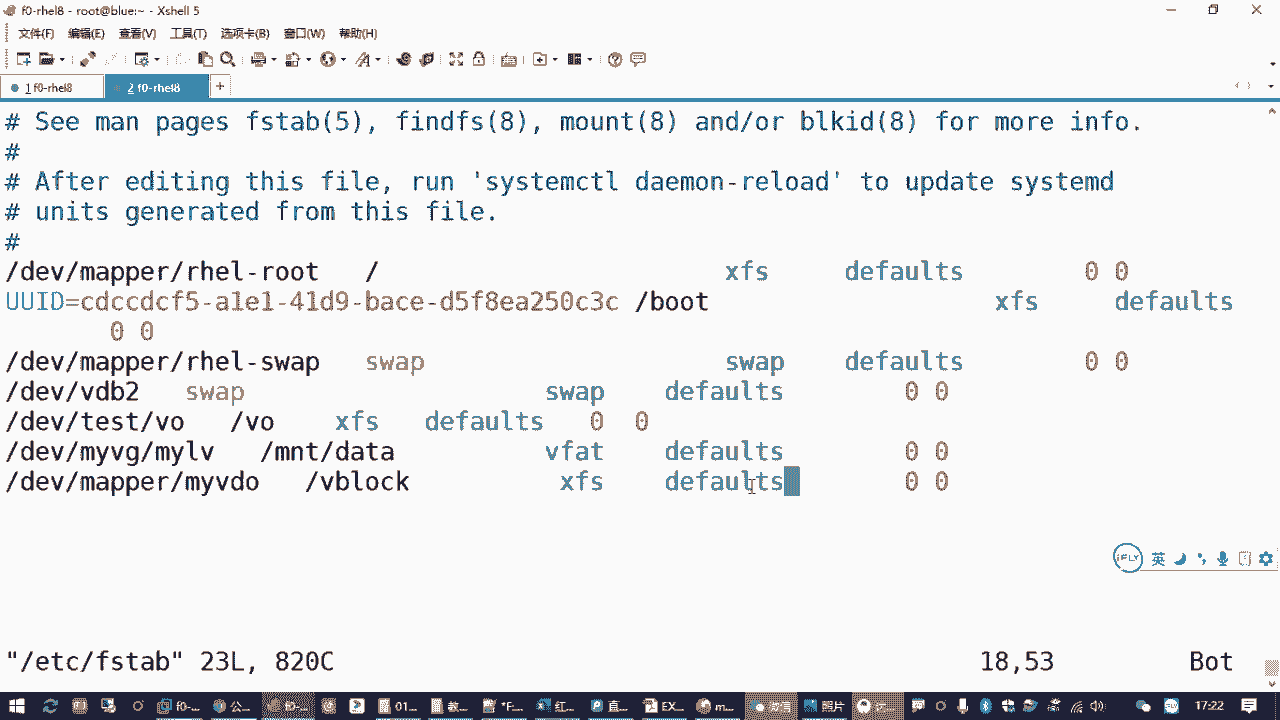 f0-rhel8 - root@blue:~ - Xshell 5
文件(F) 编辑(E) 查看(V) 工具(T) 选项卡(B) 窗口(W) 帮助(H)
1 f0-rhel8 2 f0-rhel8 +
# See man pages fstab(5), findfs(8), mount(8) and/or blkid(8) for more info.
#
# After editing this file, run 'systemctl daemon-reload' to update systemd
# units generated from this file.
#
/dev/mapper/rhel-root / xfs defaults 0 0
UUID=cdccdcf5-a1e1-41d9-bace-d5f8ea250c3c /boot xfs defaults
0 0
/dev/mapper/rhel-swap swap swap defaults 0 0
/dev/vdb2 swap swap defaults 0 0
/dev/test/vo /vo xfs defaults 0 0
/dev/myvg/mylv /mnt/data vfat defaults 0 0
/dev/mapper/myvdo /vblock xfs defaults 0 0
iFLY 英
"/etc/fstab" 23L, 820C 18,53 Bot
f0-... 公... 01... 教... *F... 红... 直... EX... m... 照片 17:22